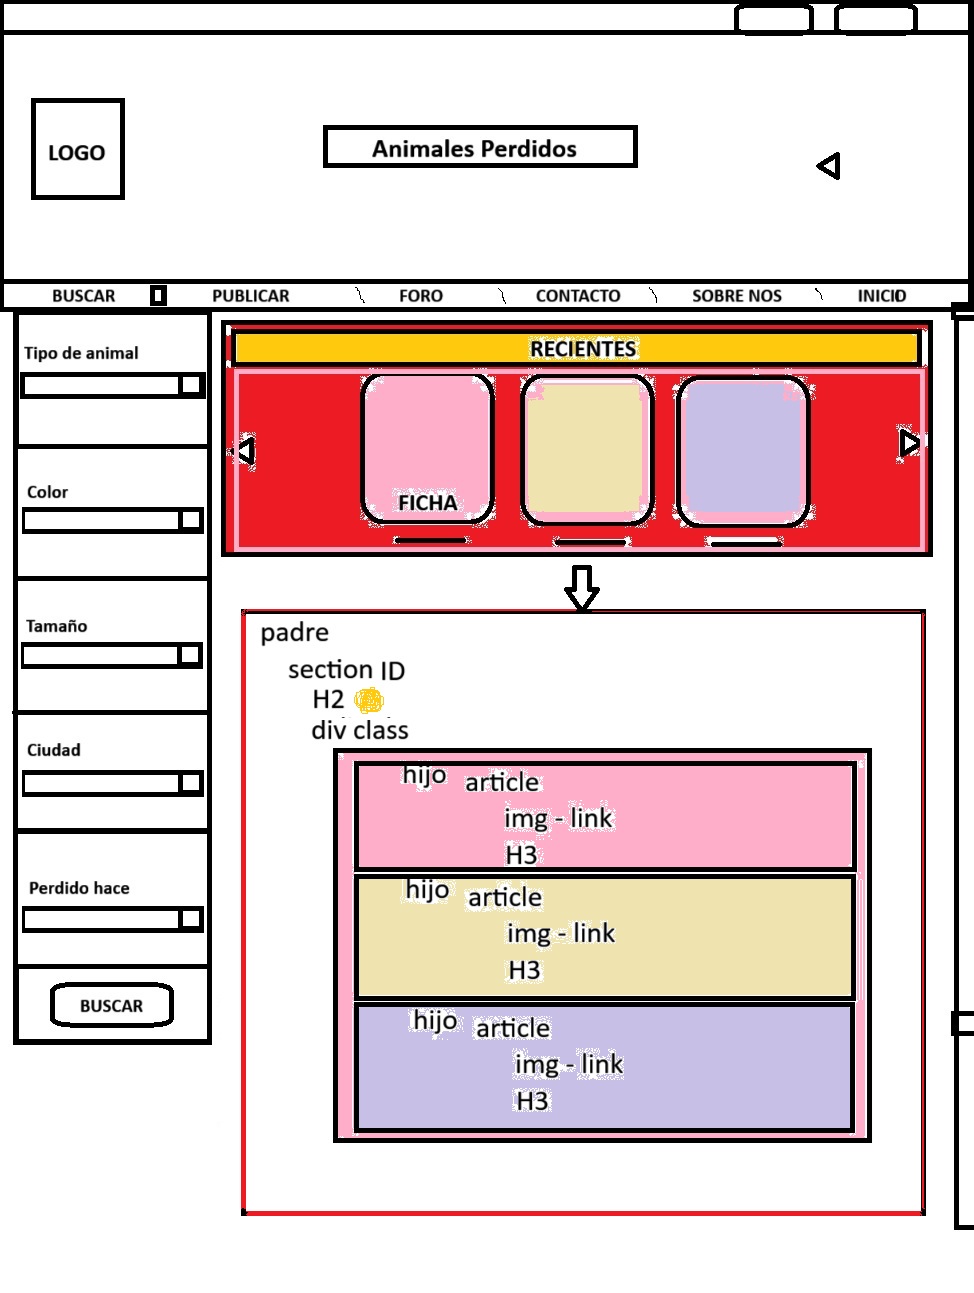 LOGO
Animales Perdidos
BUSCAR PUBLICAR FORO CONTACTO SOBRE NOS INICIO
Tipo de animal
Color
Tamaño
Ciudad
Perdido hace
BUSCAR
RECIENTES
FICHA
padre
section ID
H2
div class
hijo article
img - link
H3
hijo article
img - link
H3
hijo article
img - link
H3